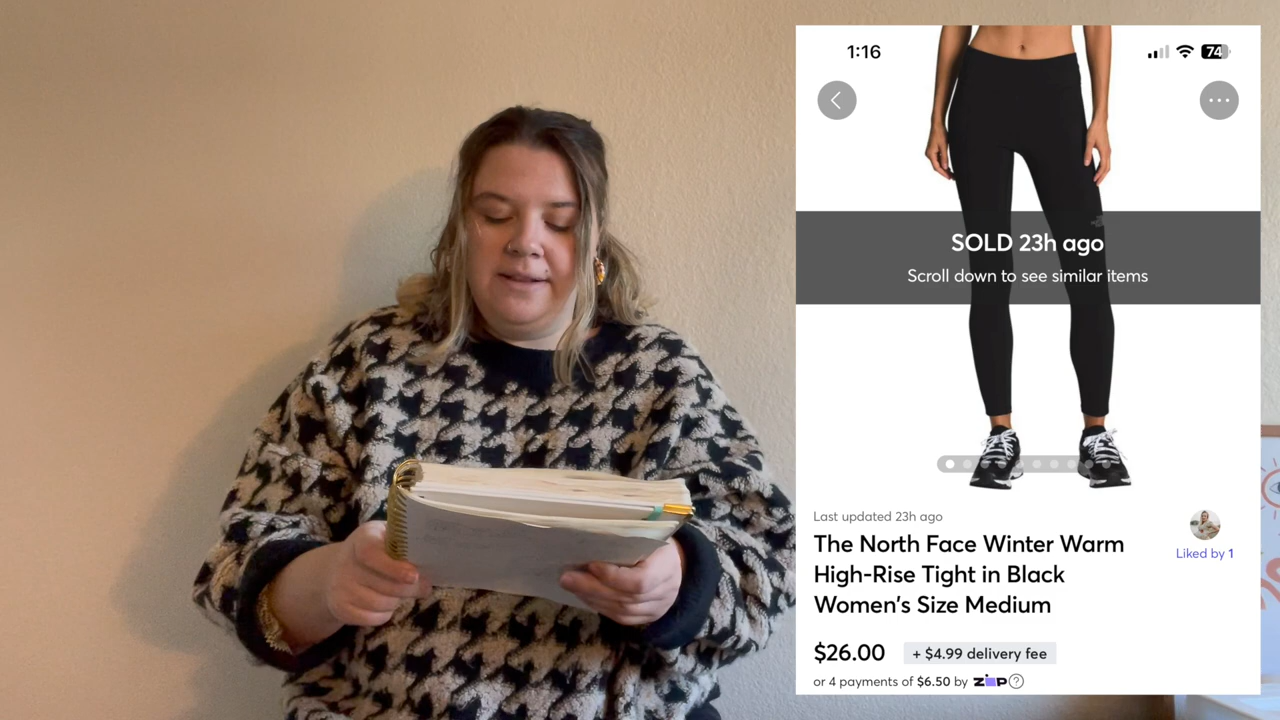 1:16
74
SOLD 23h ago
Scroll down to see similar items
Last updated 23h ago
The North Face Winter Warm
High-Rise Tight in Black
Women's Size Medium
Liked by 1
$26.00
+ $4.99 delivery fee
or 4 payments of $6.50 by ZIP ?